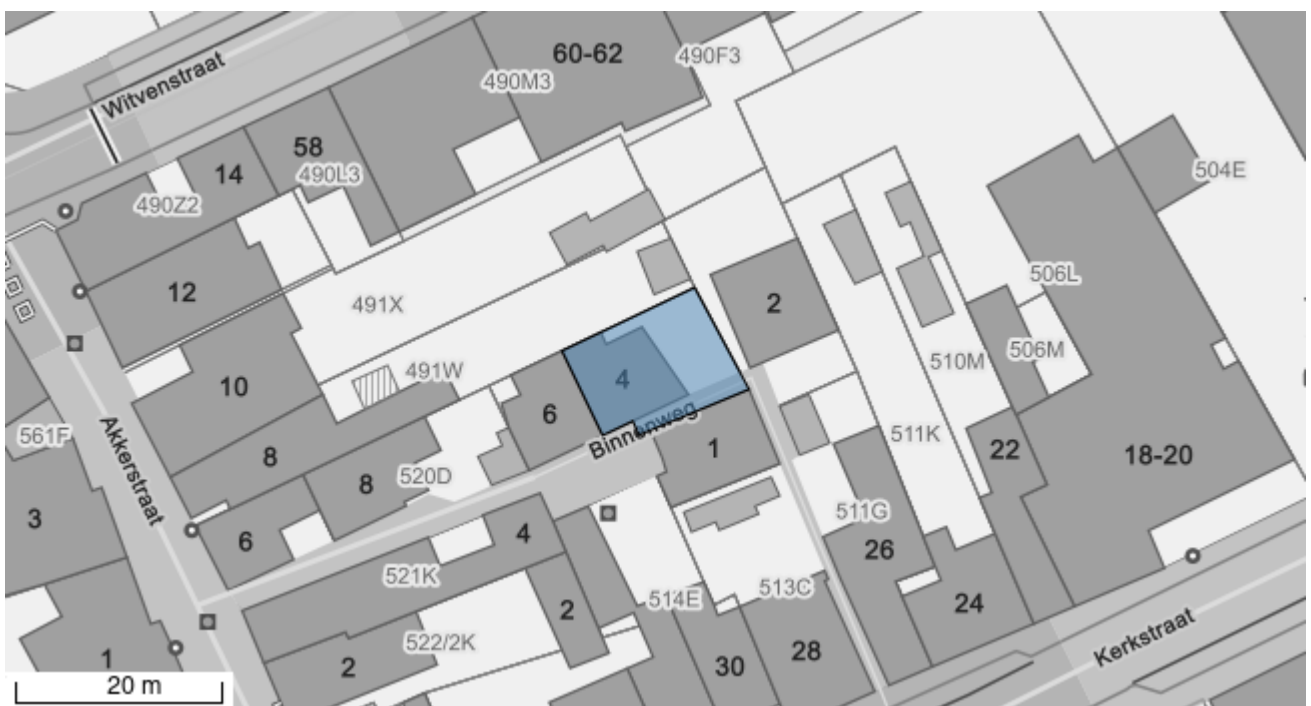 60-62
490F3
Witvenstraat
490M3
58
14
490L3
490Z2
504E
12
491X
2
506L
506M
510M
491W
4
10
6
Binnenweg
511K
561F
Akkerstraat
8
8
520D
1
22
18-20
3
6
4
511G
26
521K
514E
513C
2
24
522/2K
Kerkstraat
1
2
30
28
20 m